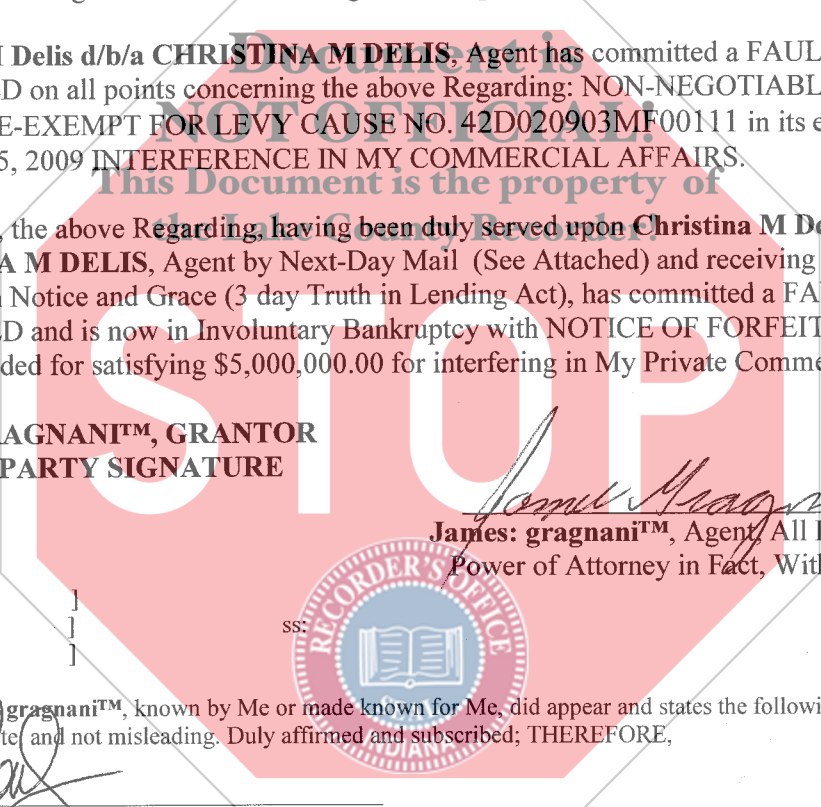 M Delis d/b/a CHRISTINA M DELIS, Agent has committed a FAUL
D on all points concerning the above Regarding: NON-NEGOTIABL
E-EXEMPT FOR LEVY CAUSE NO. 42D020903MF00111 in its e
5, 2009 INTERFERENCE IN MY COMMERCIAL AFFAIRS.
Document is
NOT OFFICIAL!
This Document is the property of
the Lake County Recorder!
, the above Regarding, having been duly served upon Christina M De
A M DELIS, Agent by Next-Day Mail (See Attached) and receiving
n Notice and Grace (3 day Truth in Lending Act), has committed a FA
D and is now in Involuntary Bankruptcy with NOTICE OF FORFEIT
ded for satisfying $5,000,000.00 for interfering in My Private Comme
STOP
RAGNANI™, GRANTOR
PARTY SIGNATURE
James: gragnani™, Agent, All
Power of Attorney in Fact, With
]
] ss:
]
RECORDER'S OFFICE
SEAL
INDIANA
gragnani™, known by Me or made known for Me, did appear and states the followi
te and not misleading. Duly affirmed and subscribed; THEREFORE,